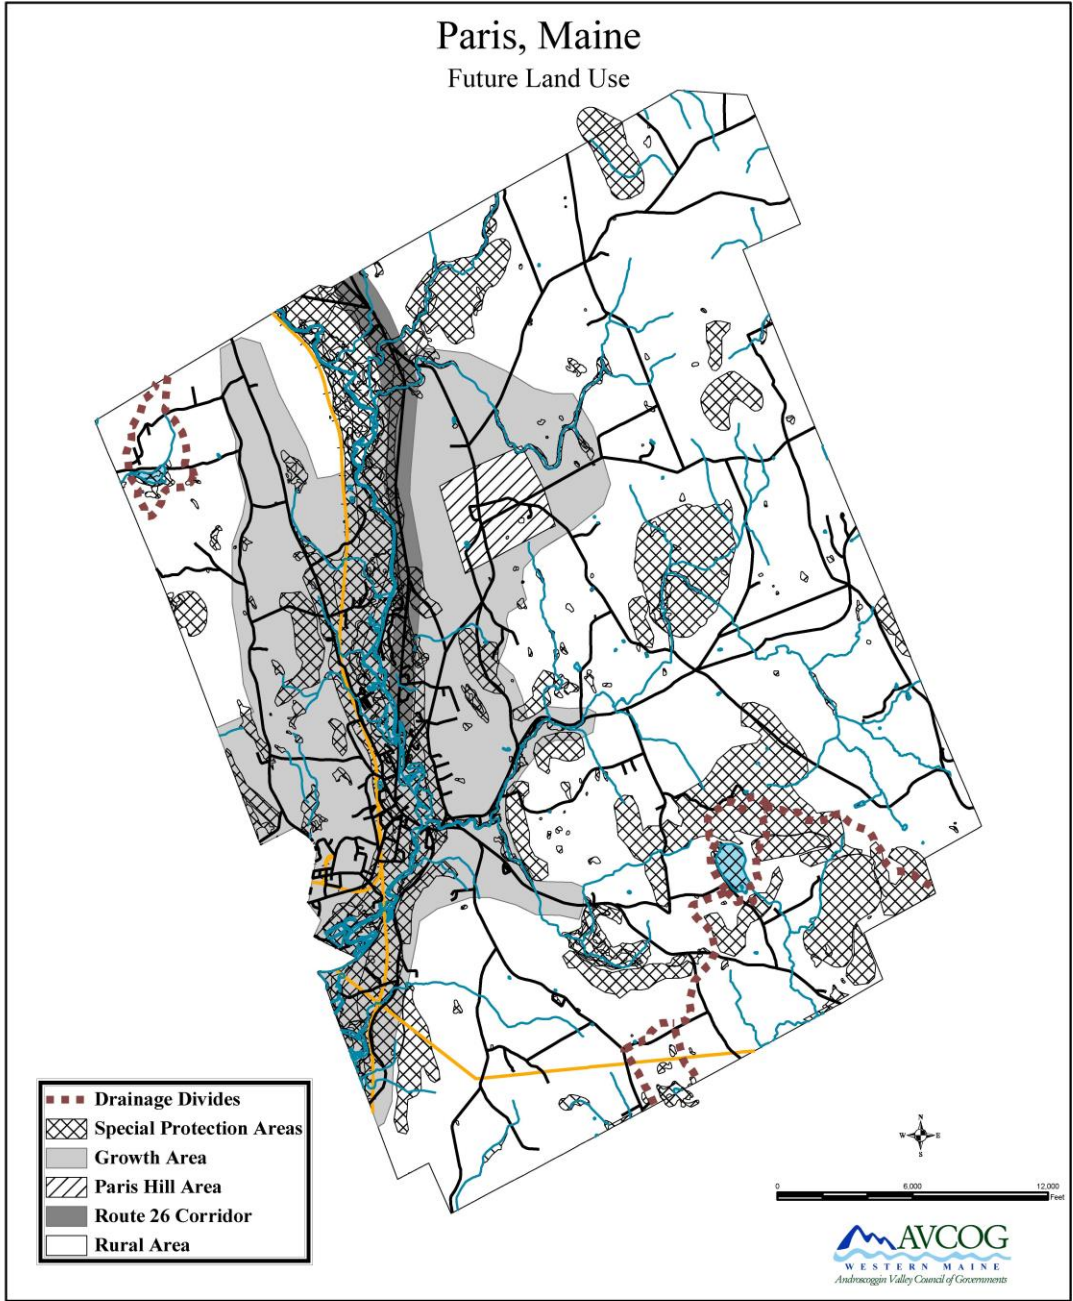 Paris, Maine
Future Land Use
Drainage Divides
Special Protection Areas
Growth Area
Paris Hill Area
Route 26 Corridor
Rural Area
N
W E
S
0 6,000 12,000
Feet
AVCOG
WESTERN MAINE
Androscoggin Valley Council of Governments